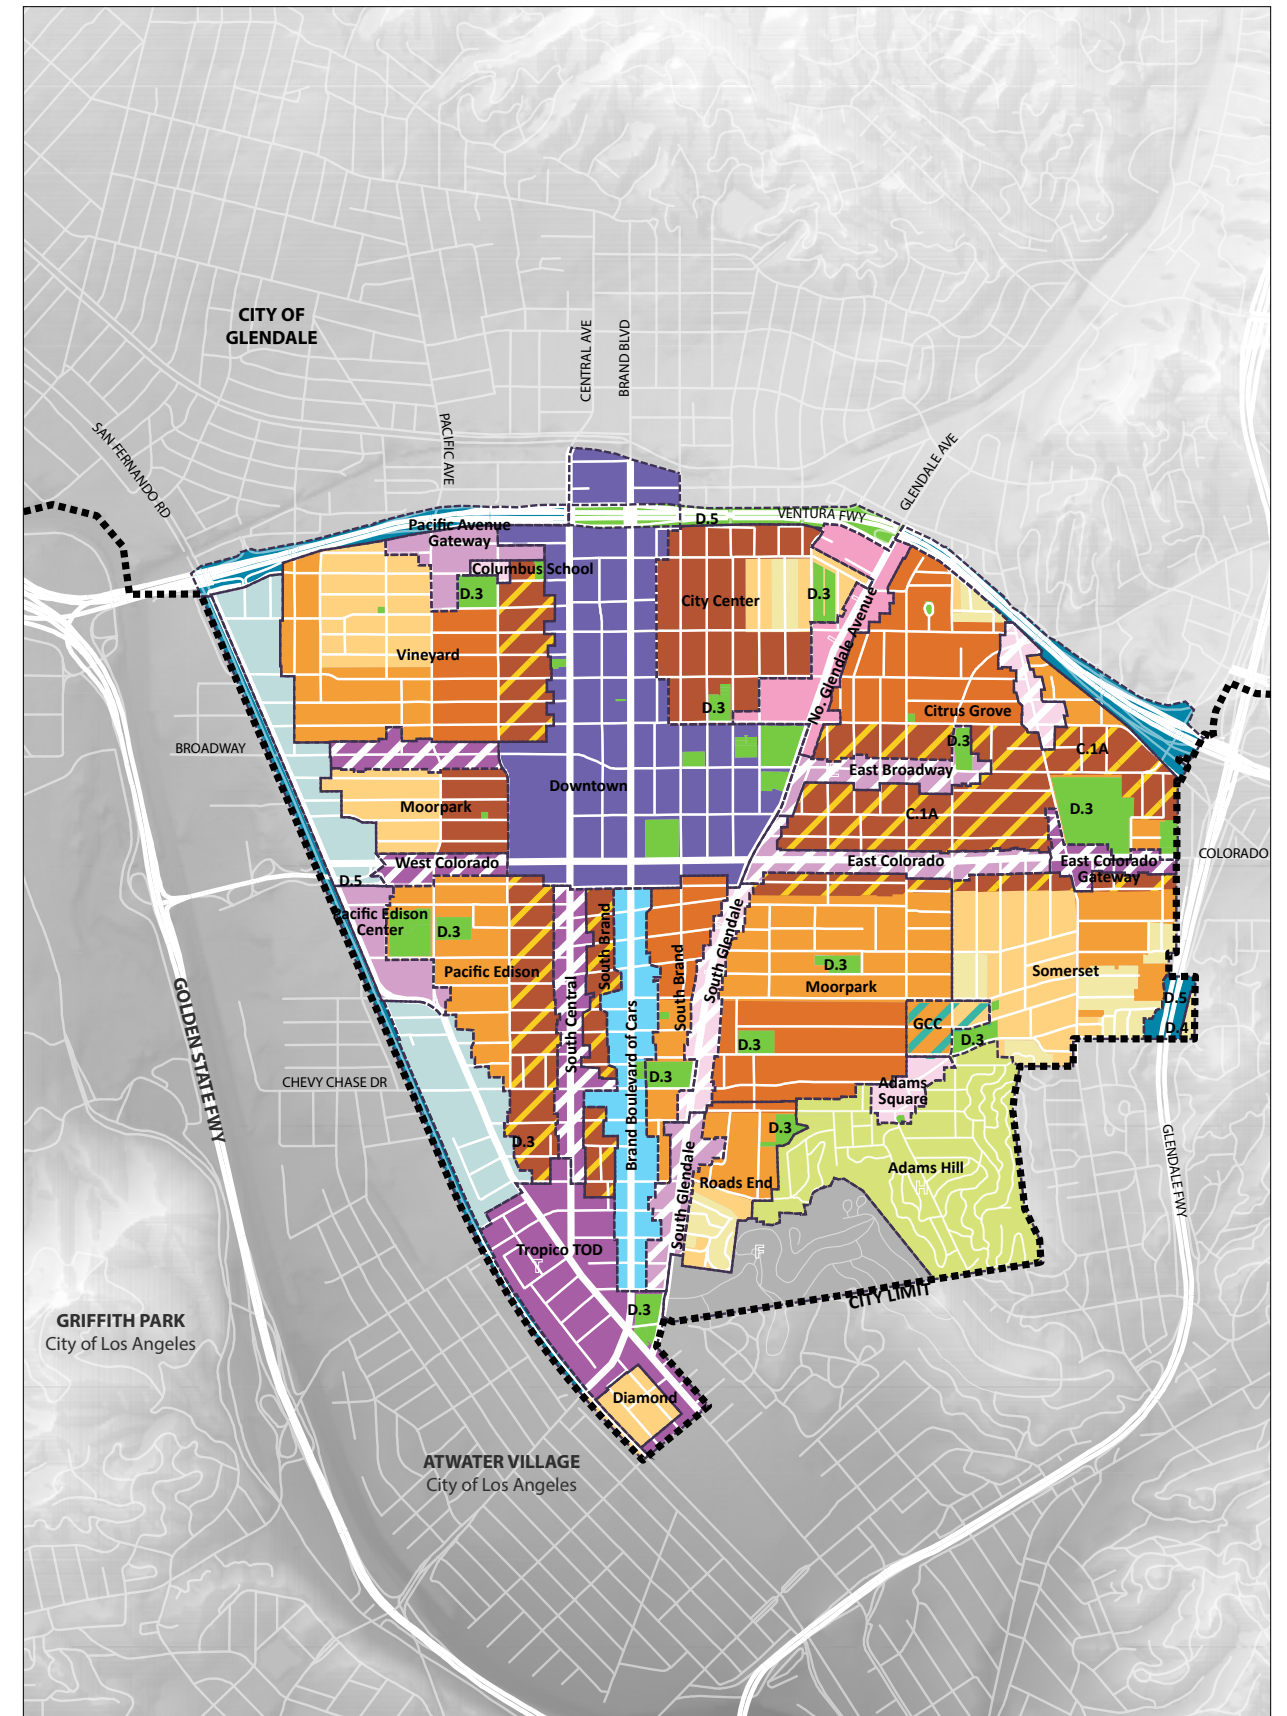 CITY OF
GLENDALE
CENTRAL AVE
BRAND BLVD
SAN FERNANDO RD
PACIFIC AVE
GLENDALE AVE
VENTURA FWY
D.5
Pacific Avenue
Gateway
Columbus School
D.3
City Center
D.3
Vineyard
No. Glendale Avenue
D.3
Citrus Grove
D.3
C.1A
BROADWAY
East Broadway
Downtown
Moorpark
D.3
C.1A
West Colorado
East Colorado
East Colorado
Gateway
COLORADO
D.5
Pacific Edison
Center
D.3
South Brand
South Brand
South Glendale
D.3
Pacific Edison
Moorpark
Somerset
D.5
D.4
GOLDEN STATE FWY
South Central
Brand Boulevard of Cars
GCC
D.3
D.3
D.3
CHEVY CHASE DR
Adams
Square
D.3
D.3
Adams Hill
H
Roads End
South Glendale
GLENDALE FWY
Tropico TOD
T
F
CITY LIMIT
D.3
GRIFFITH PARK
City of Los Angeles
Diamond
ATWATER VILLAGE
City of Los Angeles